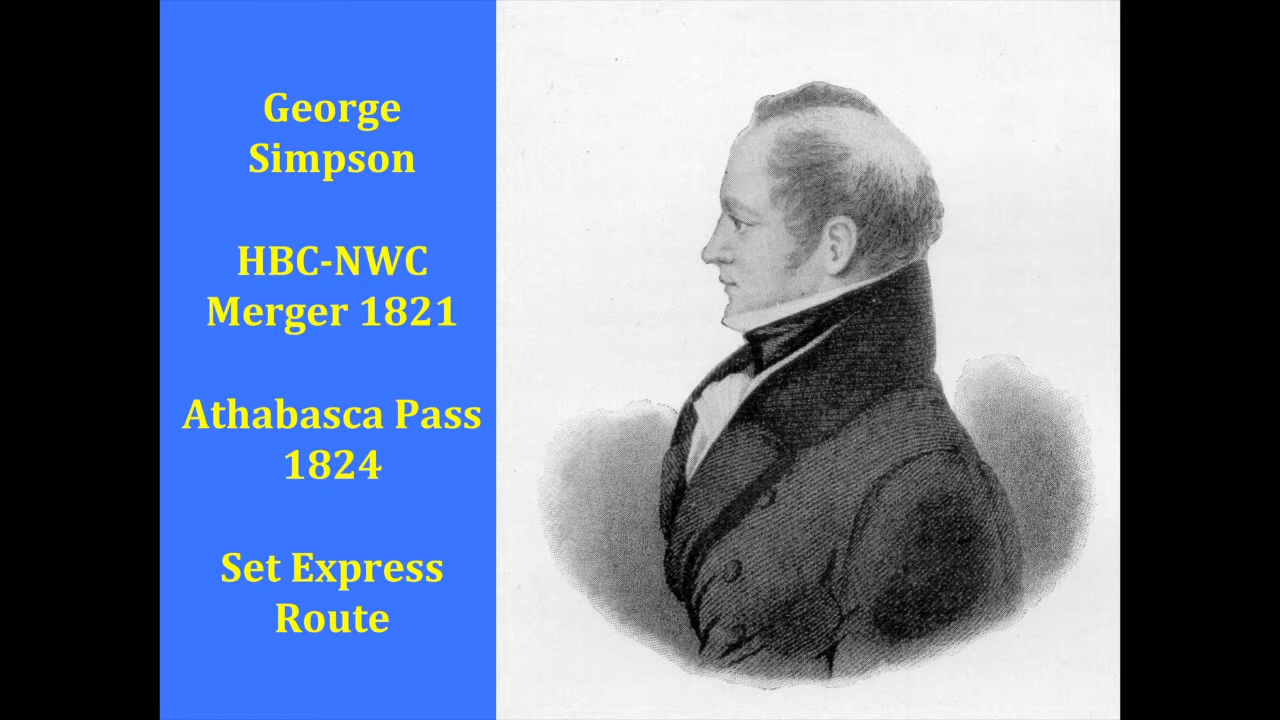 George
Simpson
HBC-NWC
Merger 1821
Athabasca Pass
1824
Set Express
Route